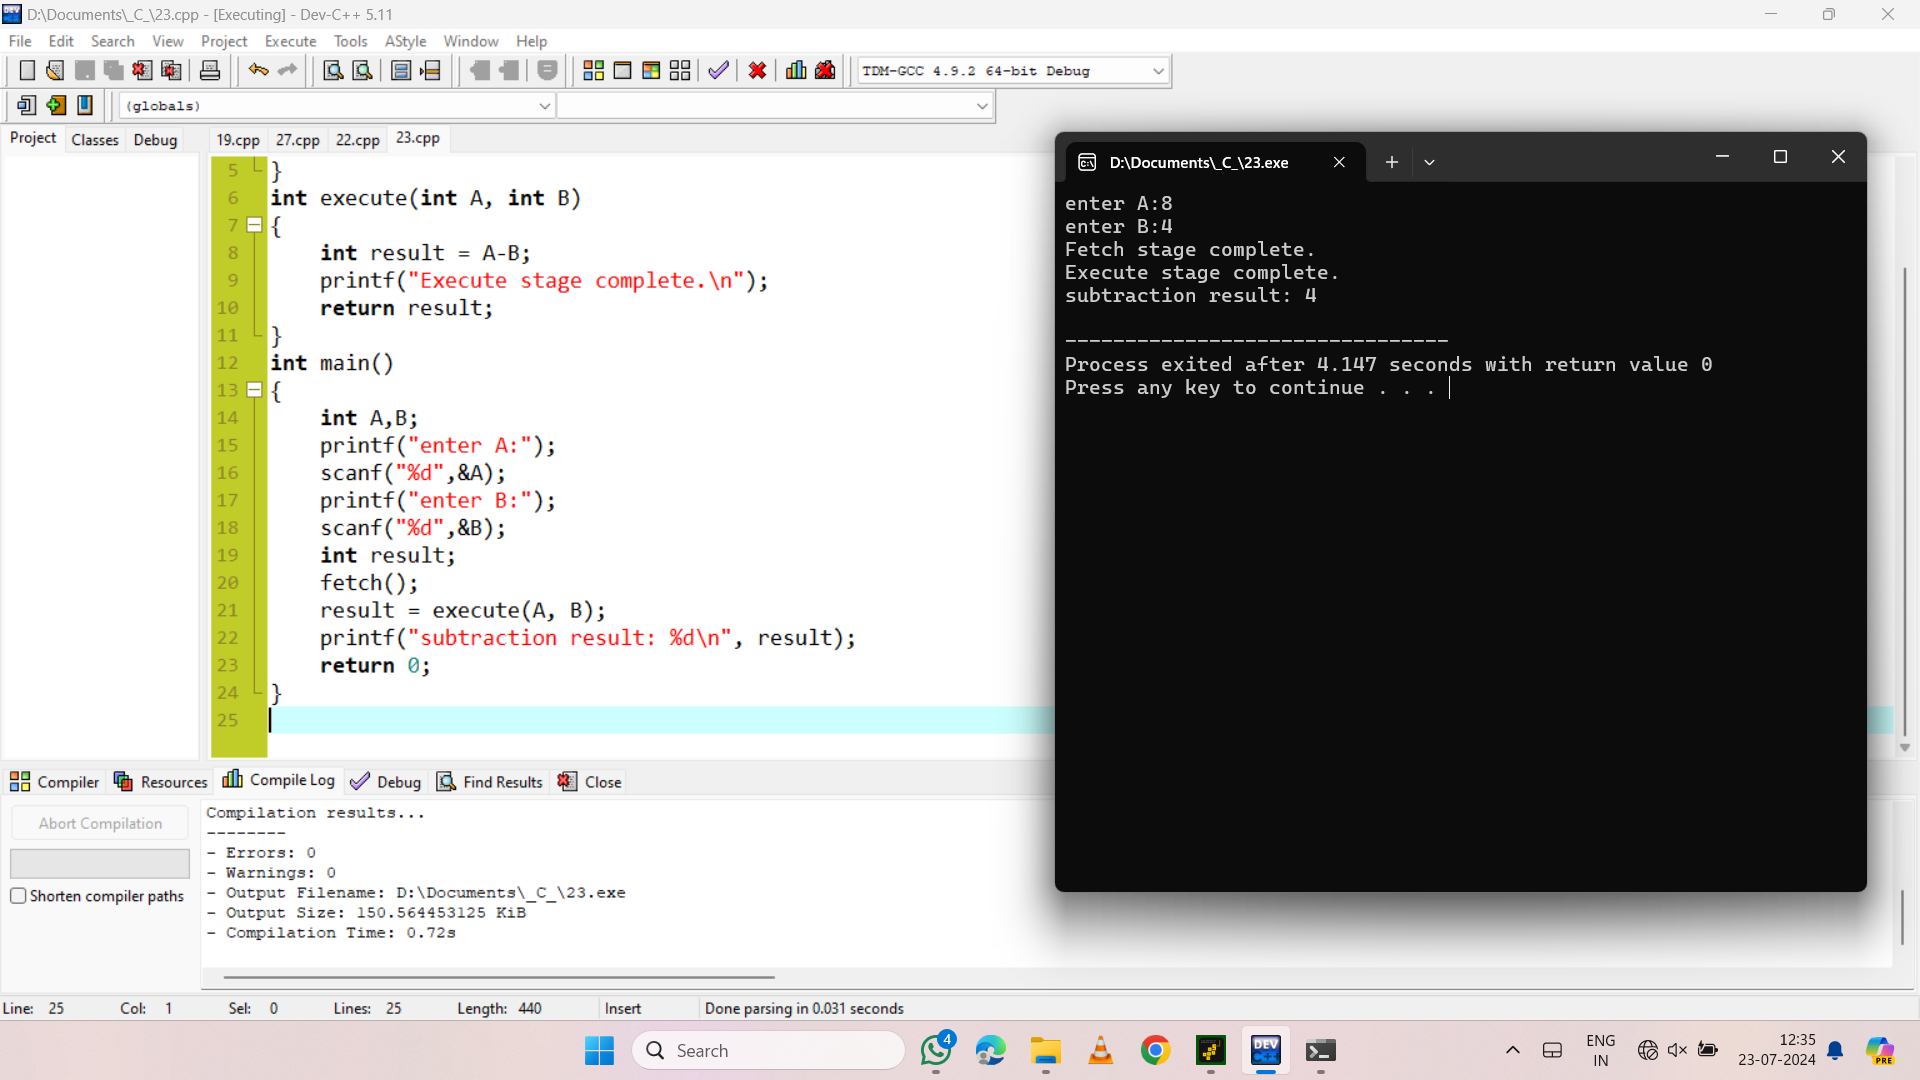 D:\Documents\_C_\23.cpp - [Executing] - Dev-C++ 5.11
File Edit Search View Project Execute Tools AStyle Window Help
TDM-GCC 4.9.2 64-bit Debug
(globals)
Project Classes Debug
19.cpp 27.cpp 22.cpp 23.cpp
5 }
6 int execute(int A, int B)
7 {
8 int result = A-B;
9 printf("Execute stage complete.\n");
10 return result;
11 }
12 int main()
13 {
14 int A,B;
15 printf("enter A:");
16 scanf("%d",&A);
17 printf("enter B:");
18 scanf("%d",&B);
19 int result;
20 fetch();
21 result = execute(A, B);
22 printf("subtraction result: %d\n", result);
23 return 0;
24 }
25
D:\Documents\_C_\23.exe
enter A:8
enter B:4
Fetch stage complete.
Execute stage complete.
subtraction result: 4
--------------------------------
Process exited after 4.147 seconds with return value 0
Press any key to continue . . .
Compiler Resources Compile Log Debug Find Results Close
Abort Compilation
Shorten compiler paths
Compilation results...
--------
- Errors: 0
- Warnings: 0
- Output Filename: D:\Documents\_C_\23.exe
- Output Size: 150.564453125 KiB
- Compilation Time: 0.72s
Line: 25 Col: 1 Sel: 0 Lines: 25 Length: 440 Insert Done parsing in 0.031 seconds
Search
4
DEV C++
ENG
IN
12:35
23-07-2024
PRE